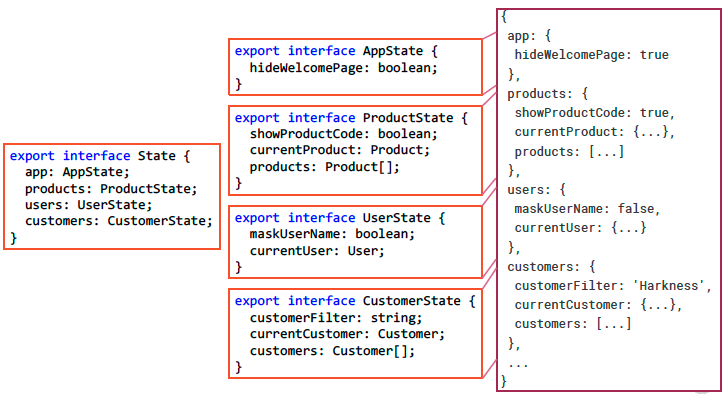 export interface State {
app: AppState;
products: ProductState;
users: UserState;
customers: CustomerState;
}
export interface AppState {
hideWelcomePage: boolean;
}
export interface ProductState {
showProductCode: boolean;
currentProduct: Product;
products: Product[];
}
export interface UserState {
maskUserName: boolean;
currentUser: User;
}
export interface CustomerState {
customerFilter: string;
currentCustomer: Customer;
customers: Customer[];
}
{
app: {
hideWelcomePage: true
},
products: {
showProductCode: true,
currentProduct: {...},
products: [...]
},
users: {
maskUserName: false,
currentUser: {...}
},
customers: {
customerFilter: 'Harkness',
currentCustomer: {...},
customers: [...]
},
...
}